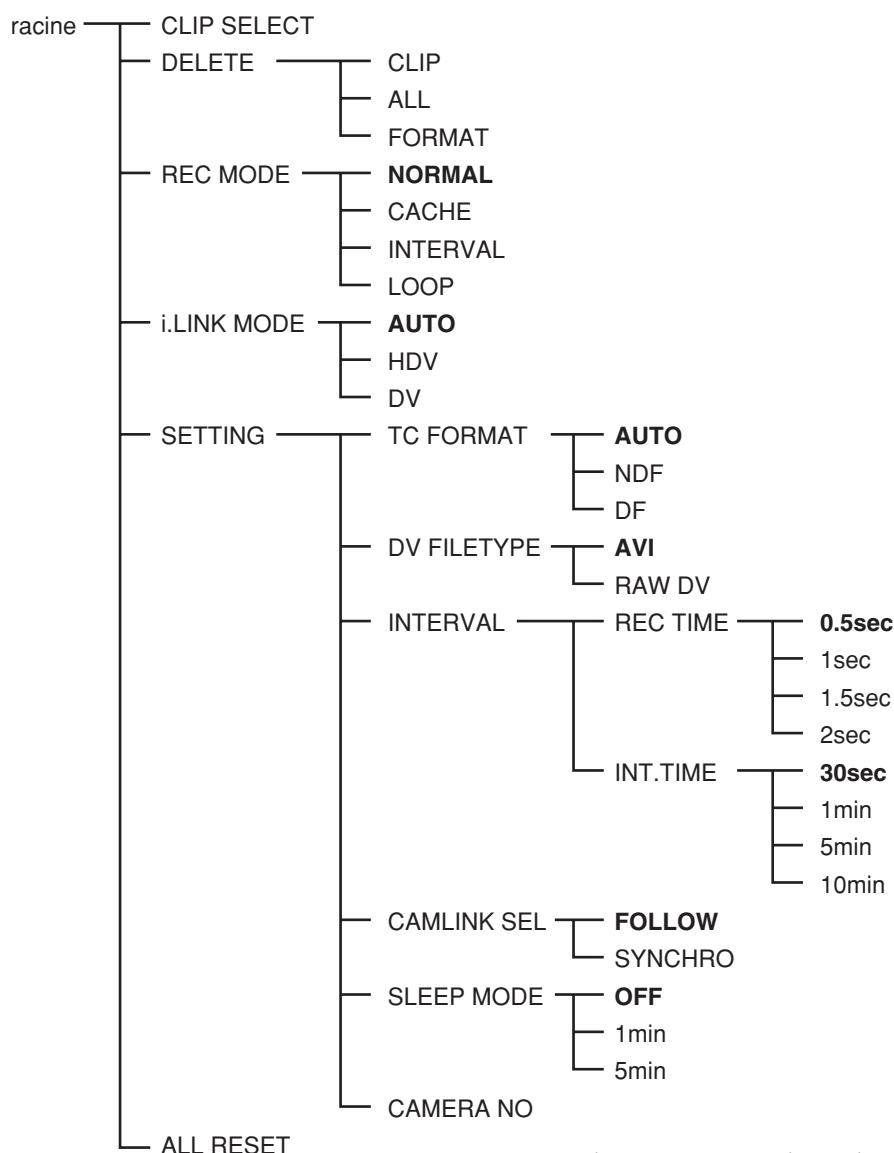 racine CLIP SELECT
DELETE CLIP
ALL
FORMAT
REC MODE NORMAL
CACHE
INTERVAL
LOOP
i.LINK MODE AUTO
HDV
DV
SETTING TC FORMAT AUTO
NDF
DF
DV FILETYPE AVI
RAW DV
INTERVAL REC TIME 0.5sec
1sec
1.5sec
2sec
INT.TIME 30sec
1min
5min
10min
CAMLINK SEL FOLLOW
SYNCHRO
SLEEP MODE OFF
1min
5min
CAMERA NO
ALL RESET